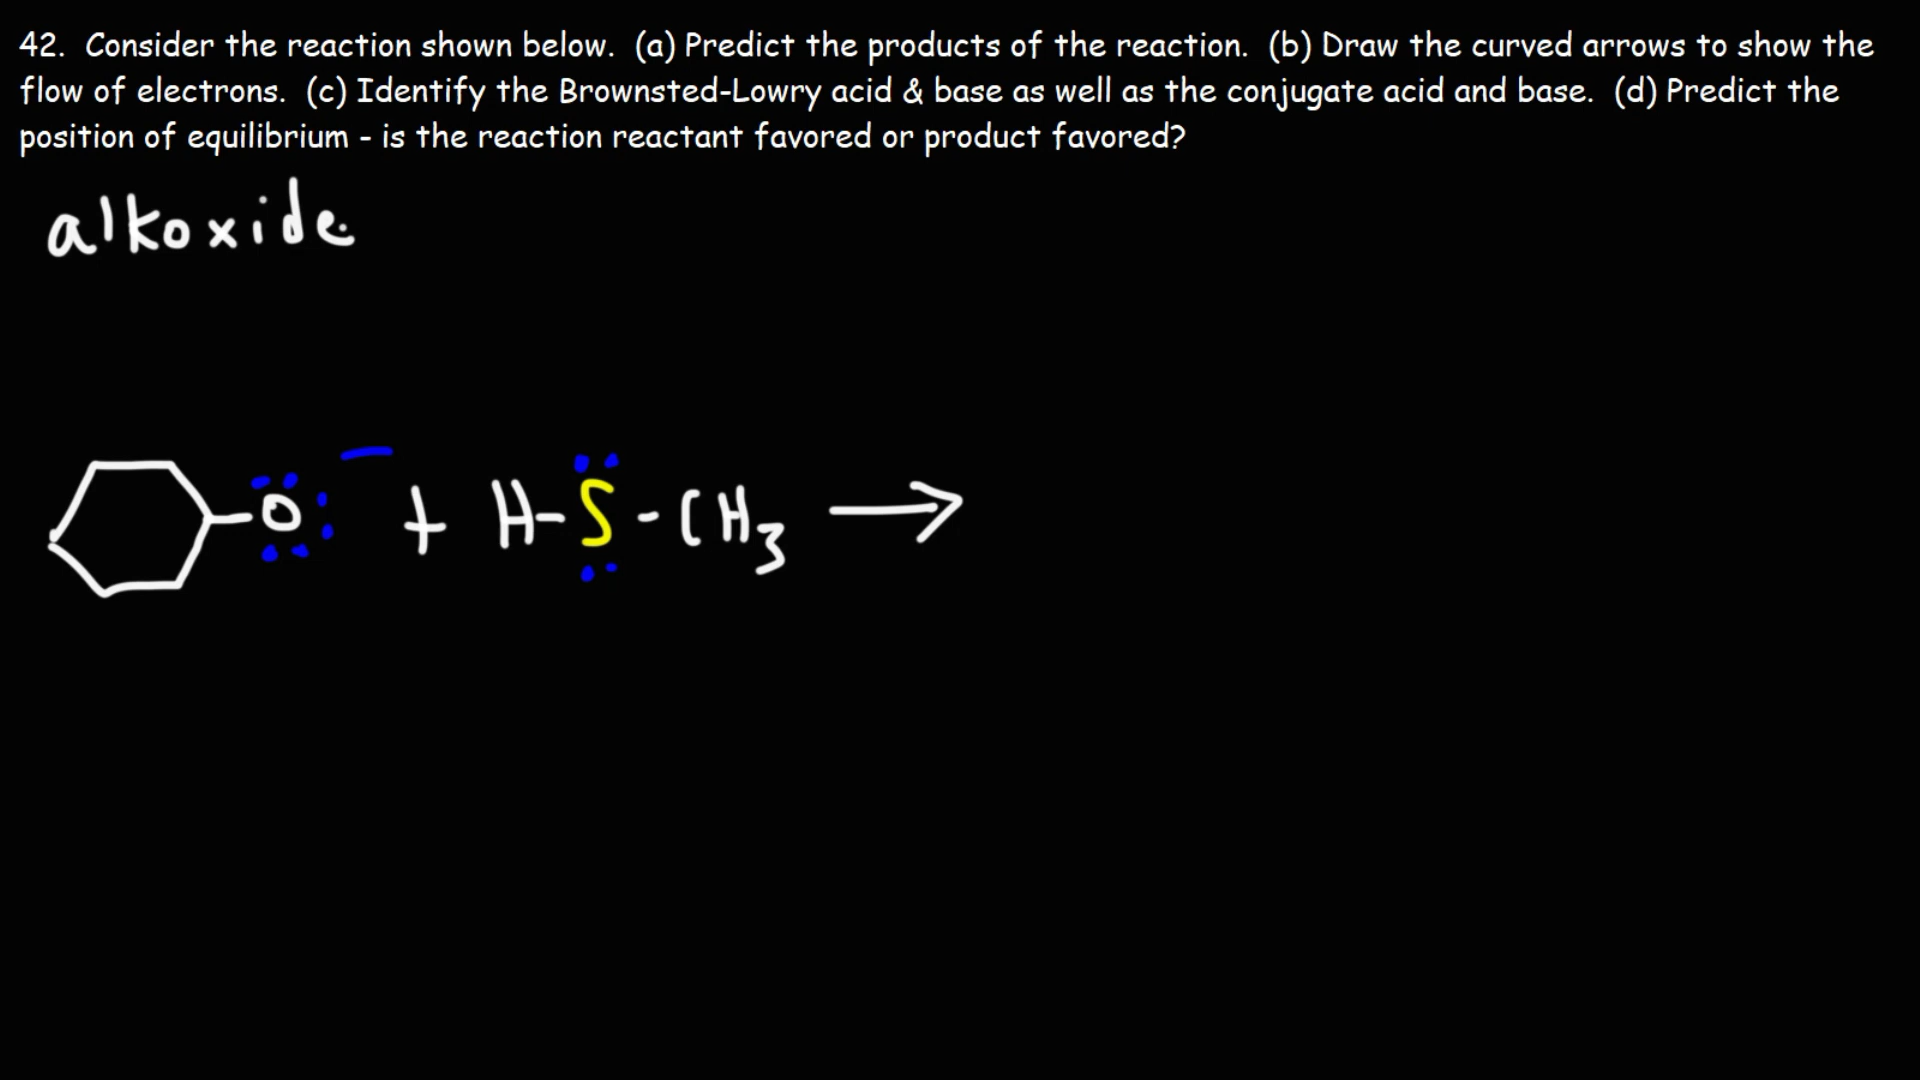 42. Consider the reaction shown below. (a) Predict the products of the reaction. (b) Draw the curved arrows to show the
flow of electrons. (c) Identify the Brownsted-Lowry acid & base as well as the conjugate acid and base. (d) Predict the
position of equilibrium - is the reaction reactant favored or product favored?
alkoxide
-O:⁻ + H-S-CH₃ →